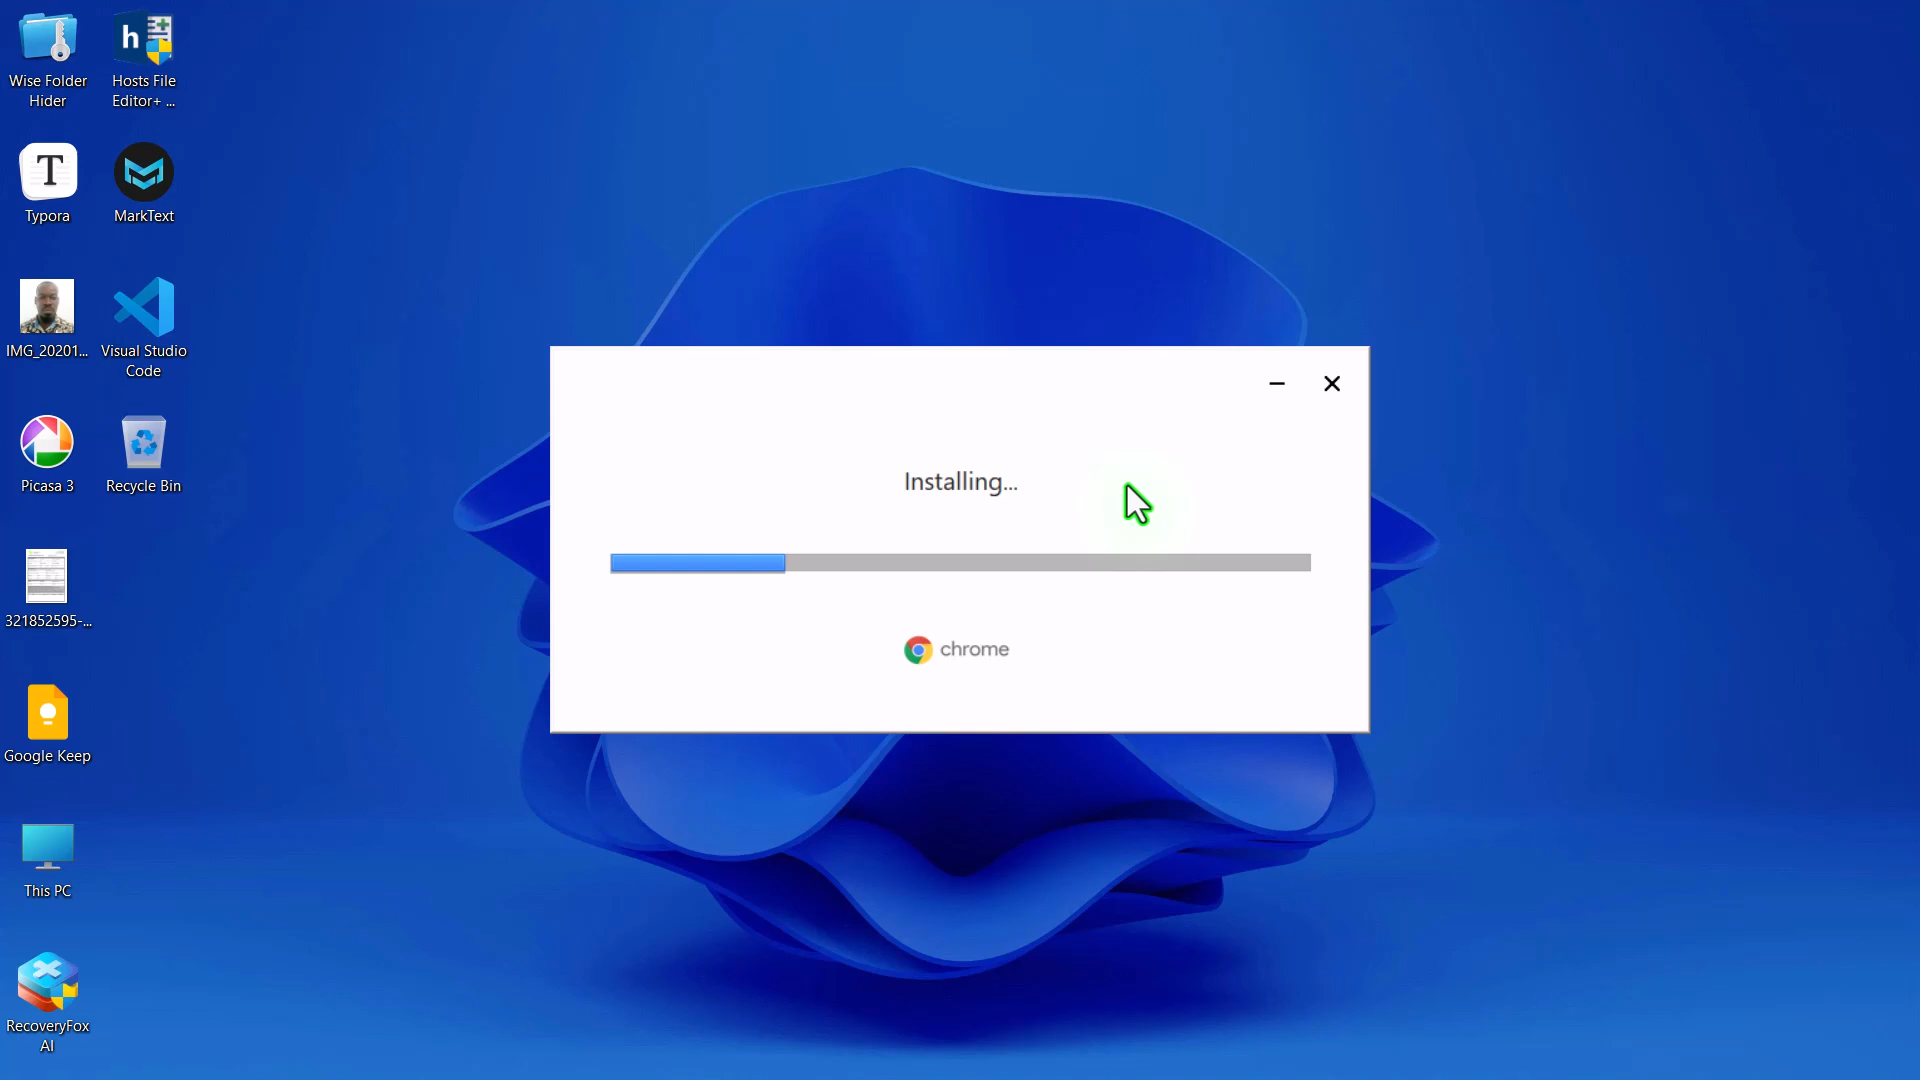 Wise Folder
Hider
Hosts File
Editor+ ...
T
Typora
MarkText
IMG_20201...
Visual Studio
Code
Picasa 3
Recycle Bin
321852595-...
Google Keep
This PC
RecoveryFox
AI
h
Installing...
chrome